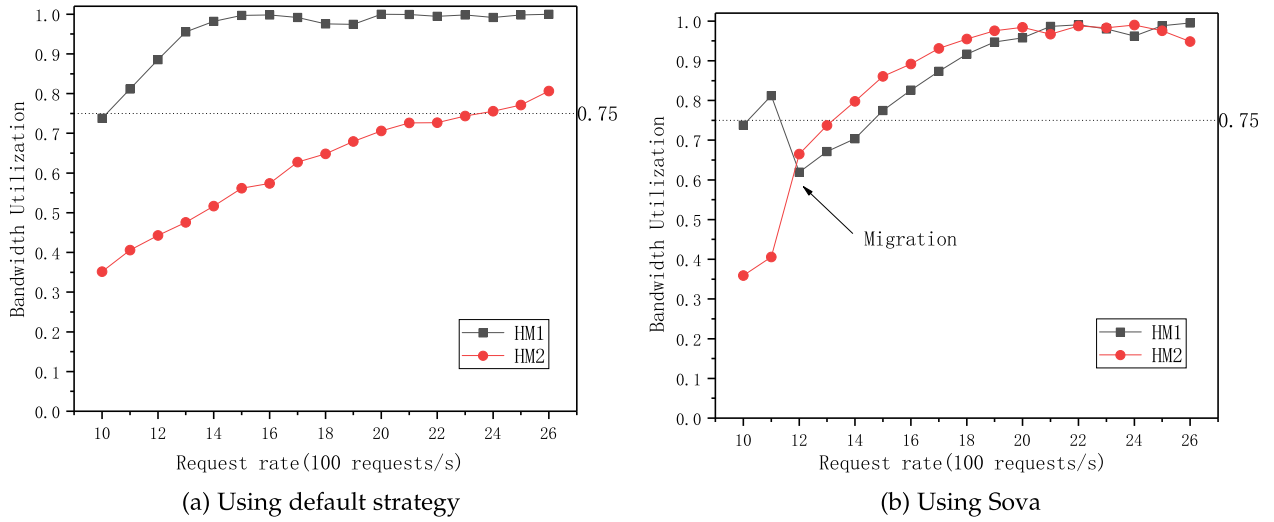 1.0
0.9
0.8
0.7
0.6
0.5
0.4
0.3
0.2
0.1
0.0
Bandwidth Utilization
0.75
HM1
HM2
10 12 14 16 18 20 22 24 26
Request rate(100 requests/s)
(a) Using default strategy
1.0
0.9
0.8
0.7
0.6
0.5
0.4
0.3
0.2
0.1
0.0
Bandwidth Utilization
0.75
Migration
HM1
HM2
10 12 14 16 18 20 22 24 26
Request rate(100 requests/s)
(b) Using Sova